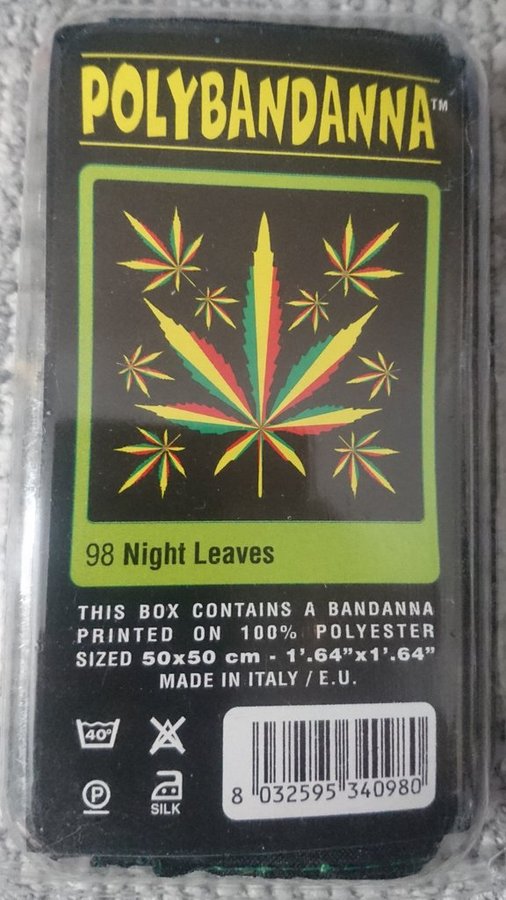 POLYBANDANNA™
98 Night Leaves
THIS BOX CONTAINS A BANDANNA
PRINTED ON 100% POLYESTER
SIZED 50x50 cm - 1'.64"x1'.64"
MADE IN ITALY / E.U.
40°
P
SILK
8 032595 340980